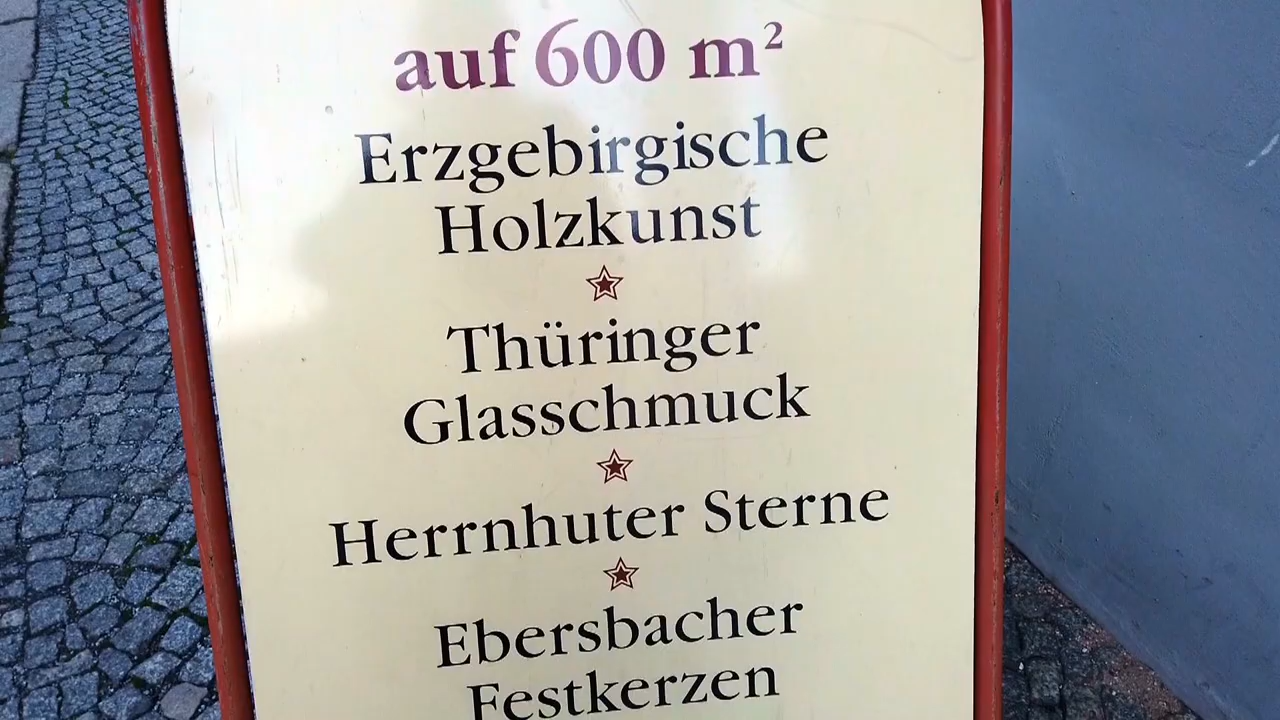 auf 600 m²
Erzgebirgische
Holzkunst
Thüringer
Glasschmuck
Herrnhuter Sterne
Ebersbacher
Festkerzen